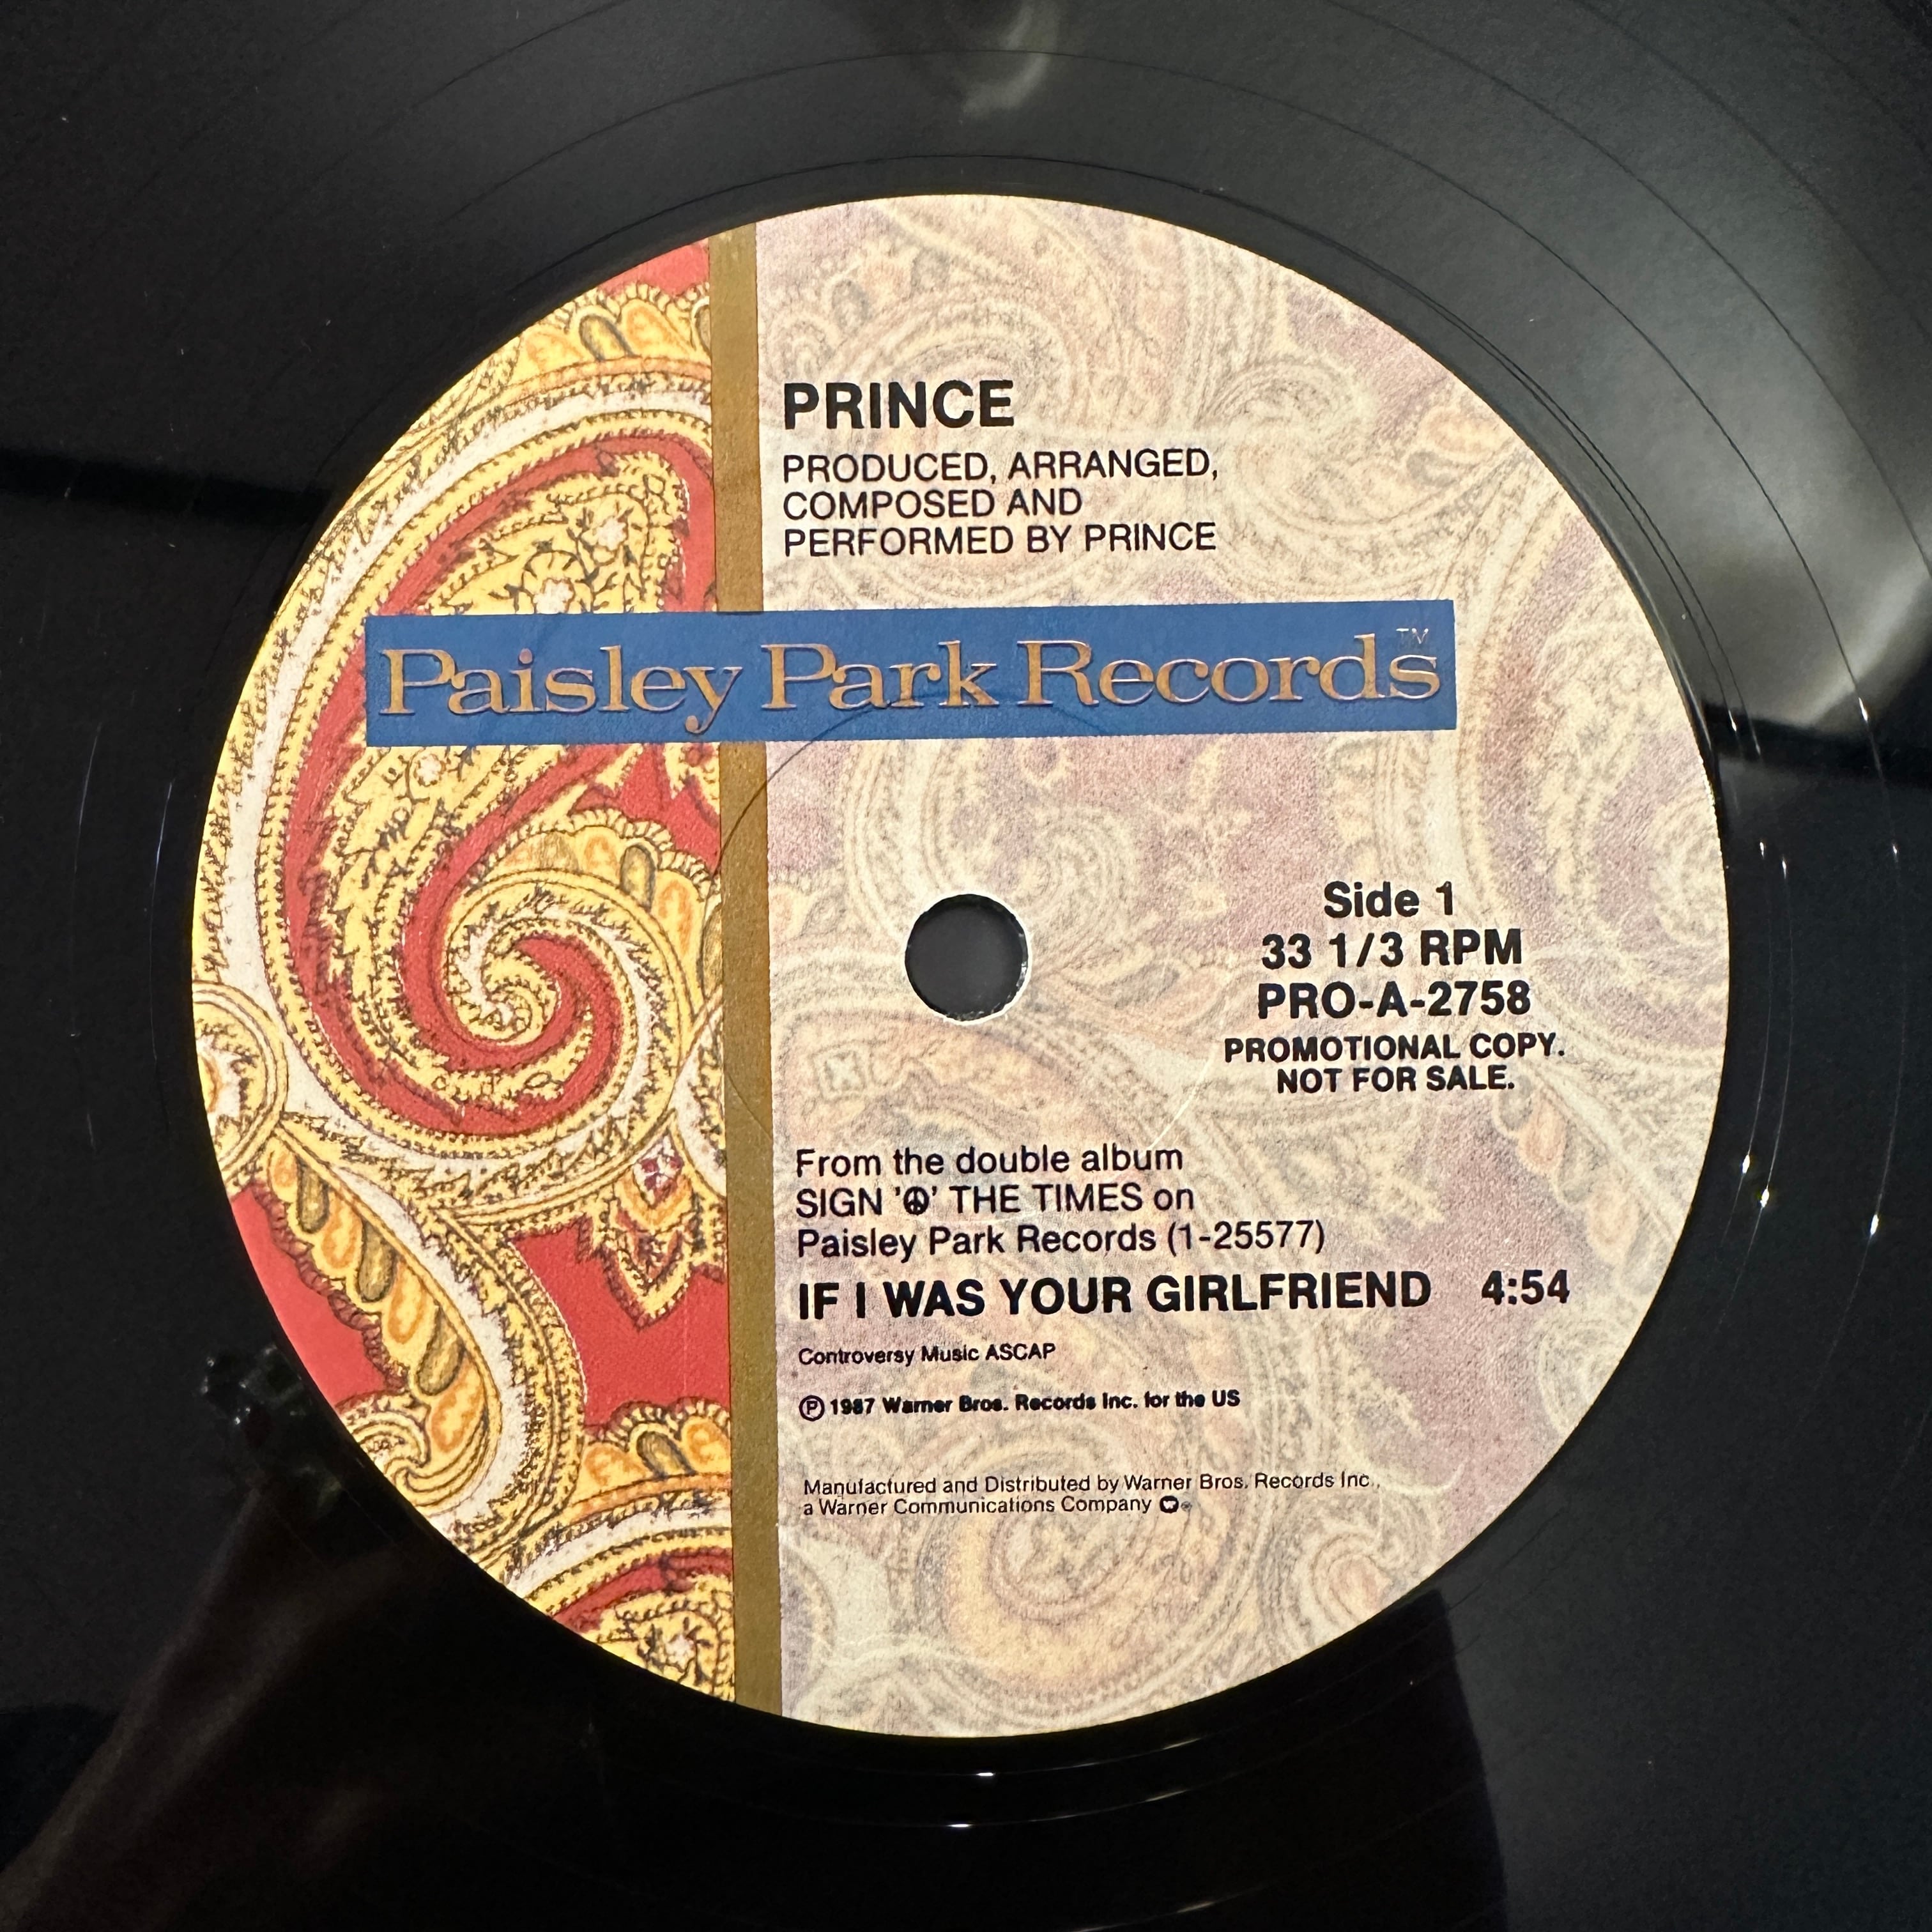 PRINCE
PRODUCED, ARRANGED,
COMPOSED AND
PERFORMED BY PRINCE
Paisley Park Records™
Side 1
33 1/3 RPM
PRO-A-2758
PROMOTIONAL COPY.
NOT FOR SALE.
From the double album
SIGN '☮' THE TIMES on
Paisley Park Records (1-25577)
IF I WAS YOUR GIRLFRIEND 4:54
Controversy Music ASCAP
℗ 1987 Warner Bros. Records Inc. for the US
Manufactured and Distributed by Warner Bros. Records Inc.,
a Warner Communications Company